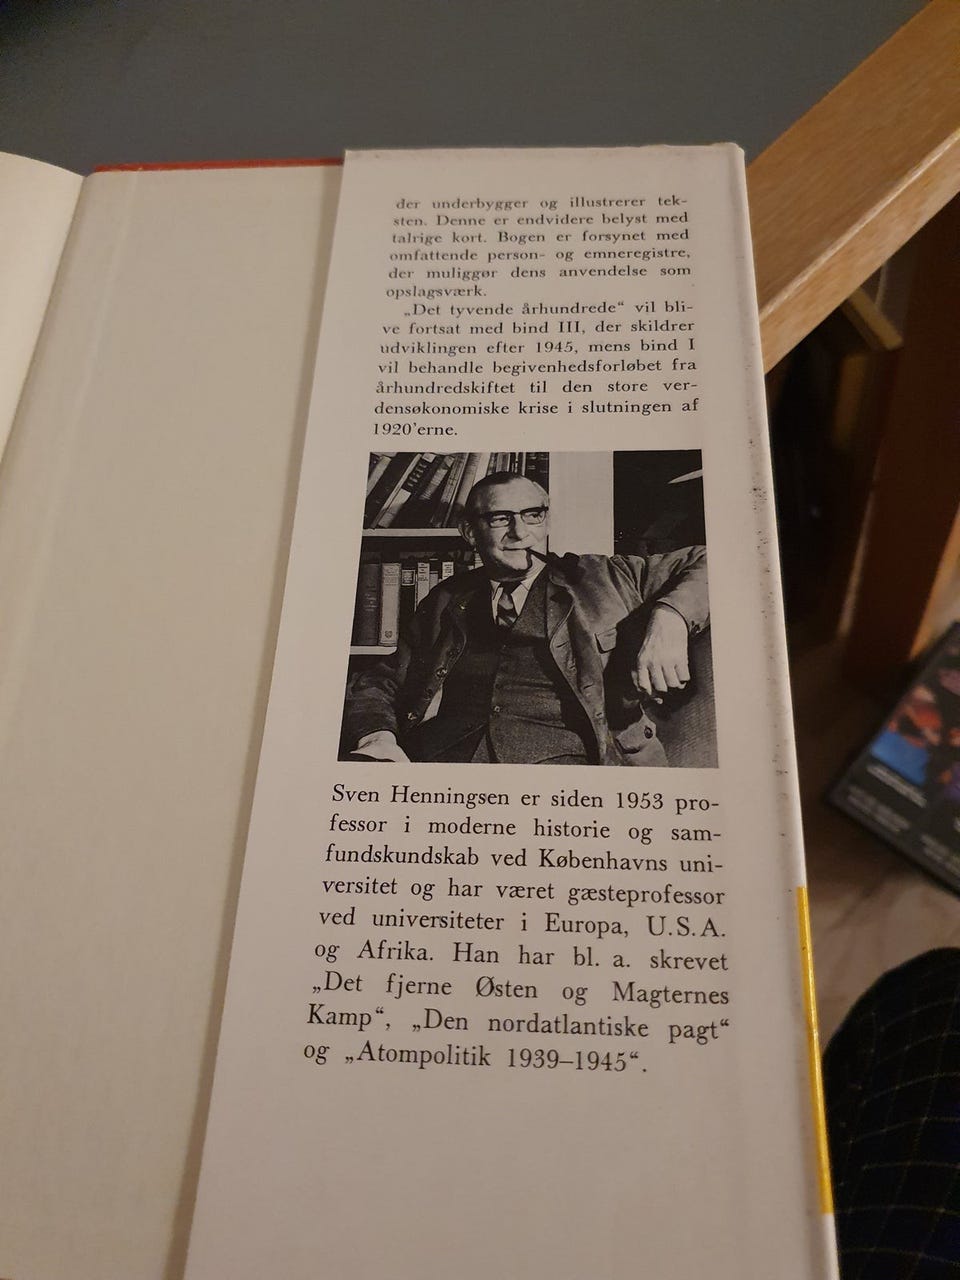 der underbygger og illustrerer tek-
sten. Denne er endvidere belyst med
talrige kort. Bogen er forsynet med
omfattende person- og emneregistre,
der muliggør dens anvendelse som
opslagsværk.
„Det tyvende århundrede“ vil bli-
ve fortsat med bind III, der skildrer
udviklingen efter 1945, mens bind I
vil behandle begivenhedsforløbet fra
århundredskiftet til den store ver-
densøkonomiske krise i slutningen af
1920’erne.
Sven Henningsen er siden 1953 pro-
fessor i moderne historie og sam-
fundskundskab ved Københavns uni-
versitet og har været gæsteprofessor
ved universiteter i Europa, U.S.A.
og Afrika. Han har bl. a. skrevet
„Det fjerne Østen og Magternes
Kamp“, „Den nordatlantiske pagt“
og „Atompolitik 1939–1945“.